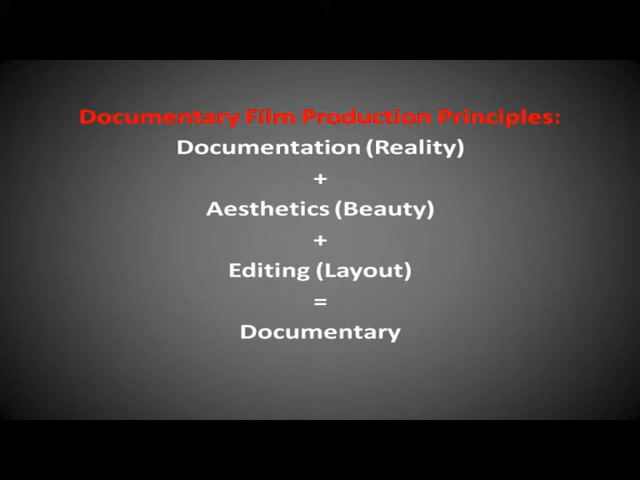 Documentary Film Production Principles:
Documentation (Reality)
+
Aesthetics (Beauty)
+
Editing (Layout)
=
Documentary